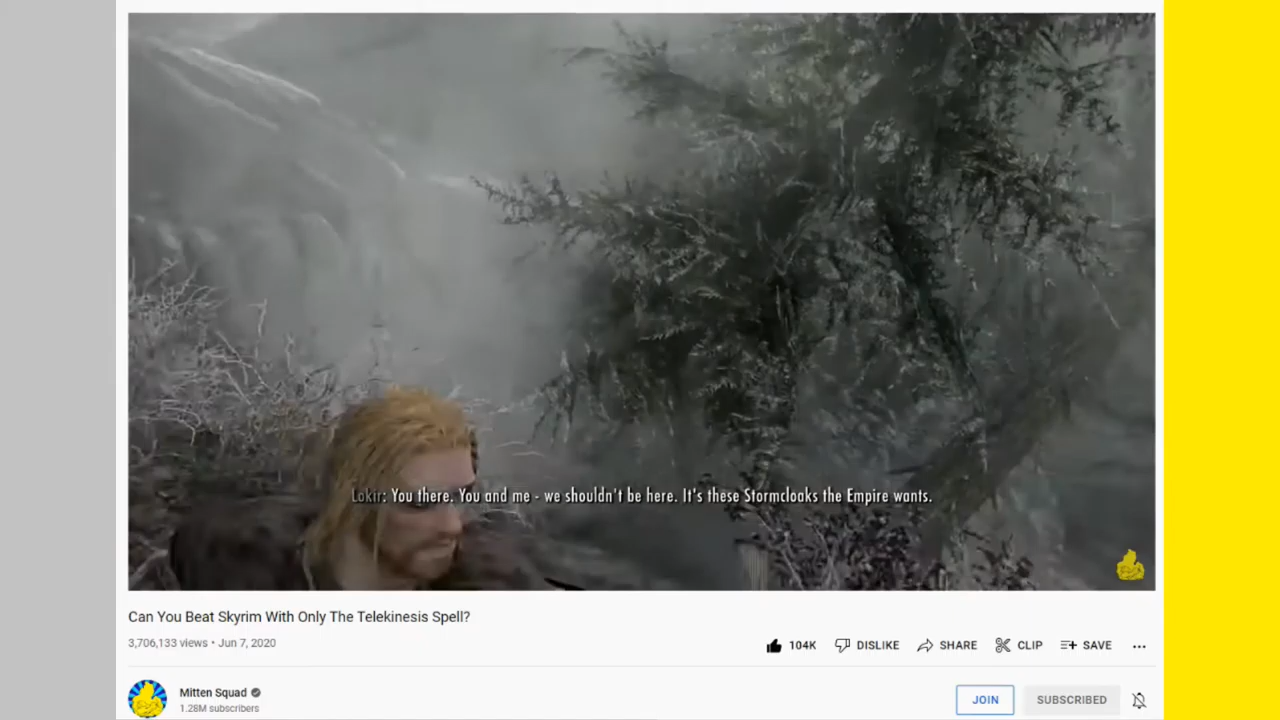 Lokir: You there. You and me - we shouldn't be here. It's these Stormcloaks the Empire wants.
Can You Beat Skyrim With Only The Telekinesis Spell?
3,706,133 views • Jun 7, 2020
104K DISLIKE SHARE CLIP SAVE
Mitten Squad
1.28M subscribers
JOIN SUBSCRIBED